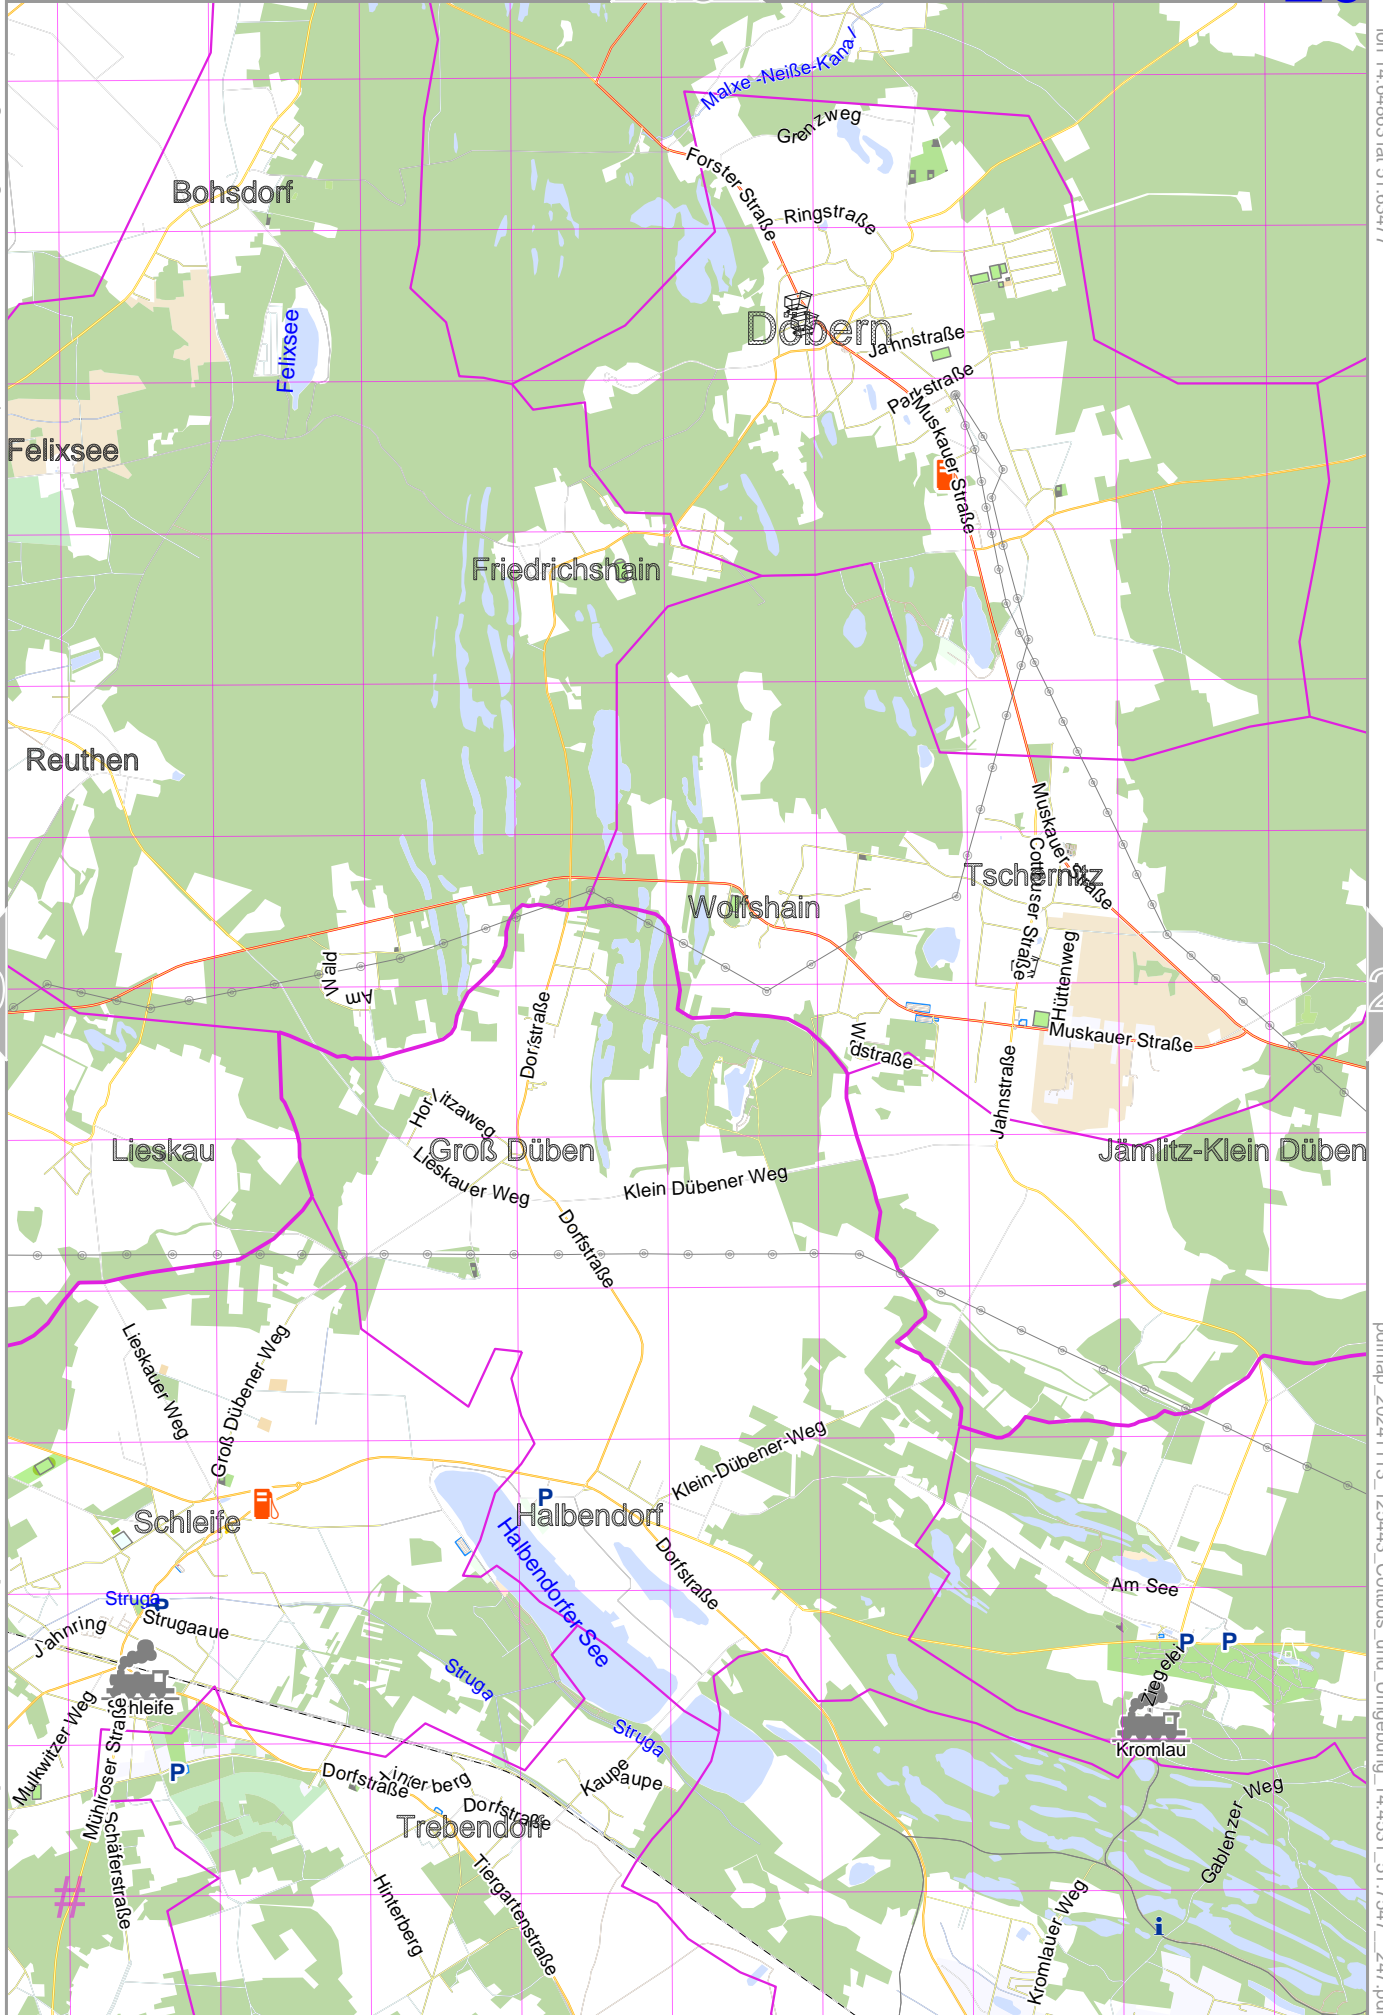 Malxe -Neiße-Kanal
Grenzweg
Forster Straße
Bohsdorf
Ringstraße
Felixsee
Döbern
Jahnstraße
Parkstraße
Felixsee
Muskauer Straße
Friedrichshain
Reuthen
Muskauer Straße
Cottbuser Straße
Tschernitz
Wolfshain
Wald
Am
Hüttenweg
Dorfstraße
Muskauer Straße
dstraße
Jahnstraße
Hor
Litzaweg
Lieskau
Groß Düben
Jämlitz-Klein Düben
Lieskauer Weg
Klein Dübener Weg
Dorfstraße
Lieskauer Weg
Groß Dübener Weg
Klein-Dübener-Weg
P
Halbendorf
Schleife
Halbendorfer See
Dorfstraße
Am See
Struga
P
Strugaaue
Jahnring
P
P
Ziegelei
Struga
hleife
Struga
Kromlau
Mulkwitzer Weg
Mühlroser Straße
P
Dorfstraße
Kaupe
Dorfstraße
Trebendorf
Gablenzer Weg
Schäferstraße
Tiergartenstraße
Hinterberg
Kromlauer Weg
#
i